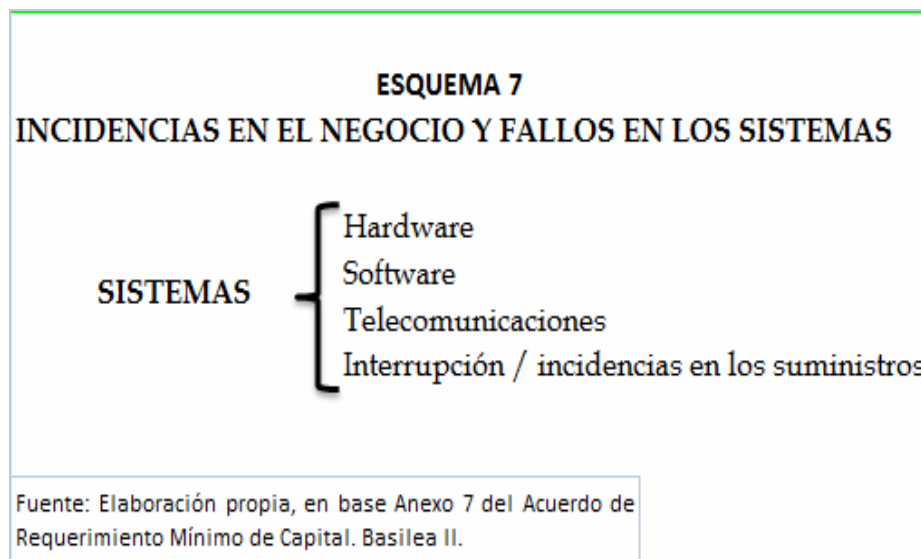 ESQUEMA 7
INCIDENCIAS EN EL NEGOCIO Y FALLOS EN LOS SISTEMAS
SISTEMAS
Hardware
Software
Telecomunicaciones
Interrupción / incidencias en los suministros
Fuente: Elaboración propia, en base Anexo 7 del Acuerdo de
Requerimiento Mínimo de Capital. Basilea II.